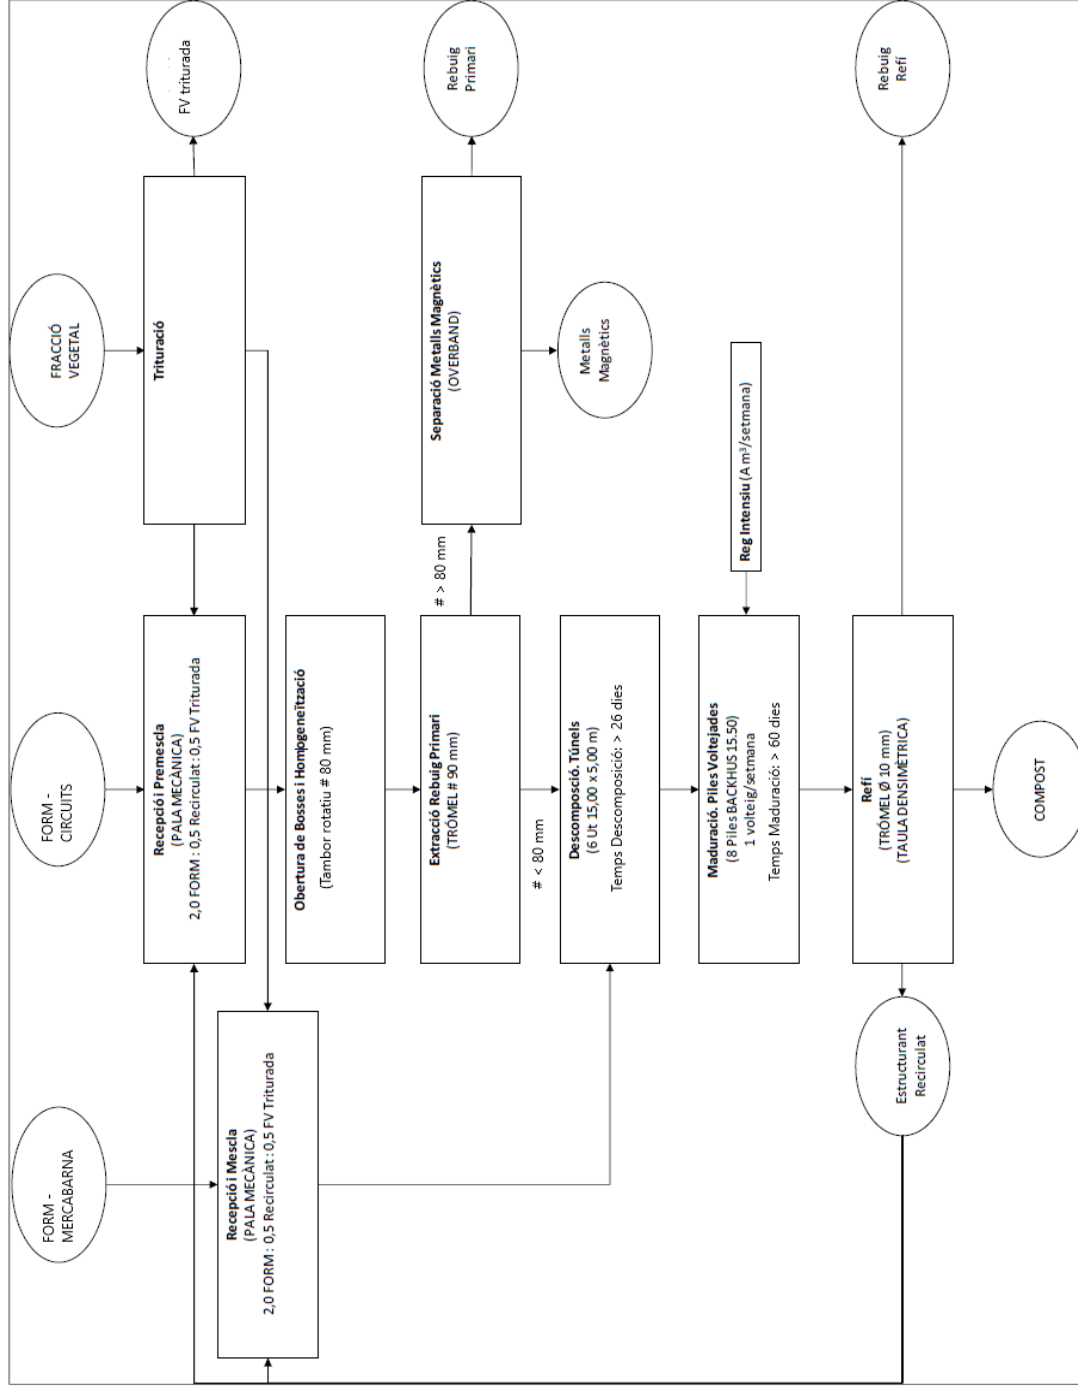 FORM -
MERCABARNA
FORM -
CIRCUITS
FRACCIÓ
VEGETAL
Recepció i Mescla
(PALA MECÀNICA)
2,0 FORM : 0,5 Recirculat : 0,5 FV Triturada
Recepció i Premescla
(PALA MECÀNICA)
2,0 FORM : 0,5 Recirculat : 0,5 FV Triturada
Trituració
FV triturada
Obertura de Bosses i Homogeneïtzació
(Tambor rotatiu # 80 mm)
Extracció Rebuig Primari
(TRÓMEL # 90 mm)
# > 80 mm
Separació Metalls Magnètics
(OVERBAND)
Rebuig
Primari
# < 80 mm
Metalls
Magnètics
Descomposció. Túnels
(6 Ut 15,00 x 5,00 m)
Temps Descomposició: > 26 dies
Maduració. Piles Voltejades
(8 Piles BACKHUS 15.50)
1 volteig/setmana
Temps Maduració: > 60 dies
Reg Intensiu (A m³/setmana)
Estructurant
Recirculat
Refí
(TRÓMEL Ø 10 mm)
(TAULA DENSIMÈTRICA)
Rebuig
Refí
COMPOST